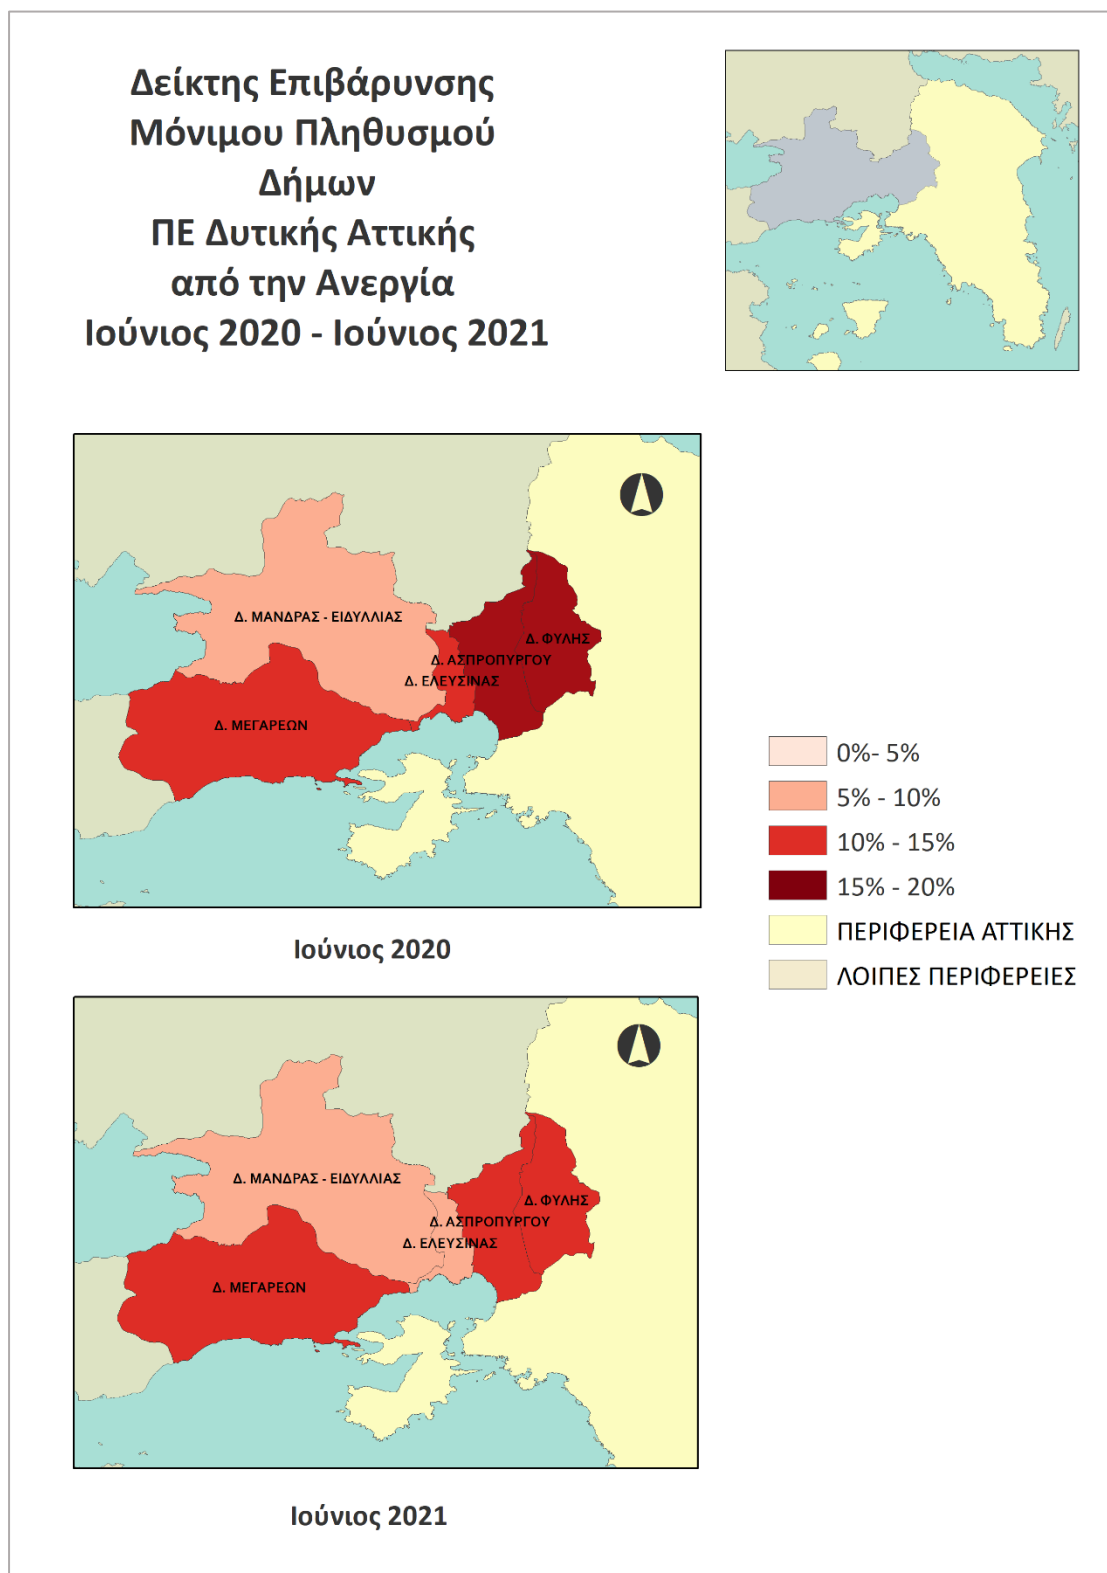 Δείκτης Επιβάρυνσης
Μόνιμου Πληθυσμού
Δήμων
ΠΕ Δυτικής Αττικής
από την Ανεργία
Ιούνιος 2020 - Ιούνιος 2021
Δ. ΜΑΝΔΡΑΣ - ΕΙΔΥΛΛΙΑΣ
Δ. ΦΥΛΗΣ
Δ. ΑΣΠΡΟΠΥΡΓΟΥ
Δ. ΕΛΕΥΣΙΝΑΣ
Δ. ΜΕΓΑΡΕΩΝ
Ιούνιος 2020
0%- 5%
5% - 10%
10% - 15%
15% - 20%
ΠΕΡΙΦΕΡΕΙΑ ΑΤΤΙΚΗΣ
ΛΟΙΠΕΣ ΠΕΡΙΦΕΡΕΙΕΣ
Δ. ΜΑΝΔΡΑΣ - ΕΙΔΥΛΛΙΑΣ
Δ. ΦΥΛΗΣ
Δ. ΑΣΠΡΟΠΥΡΓΟΥ
Δ. ΕΛΕΥΣΙΝΑΣ
Δ. ΜΕΓΑΡΕΩΝ
Ιούνιος 2021